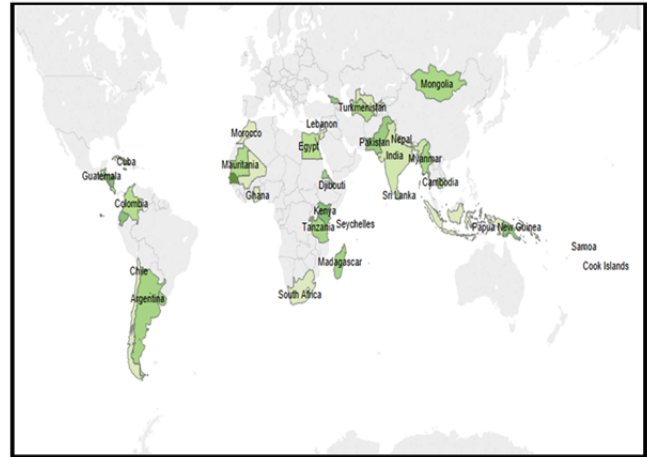 Mongolia
Turkmenistan
Lebanon
Morocco
Egypt
Pakistan
Nepal
India
Myanmar
Cuba
Mauritania
Guatemala
Djibouti
Cambodia
Ghana
Sri Lanka
Colombia
Kenya
Seychelles
Tanzania
Papua New Guinea
Samoa
Madagascar
Cook Islands
Chile
South Africa
Argentina